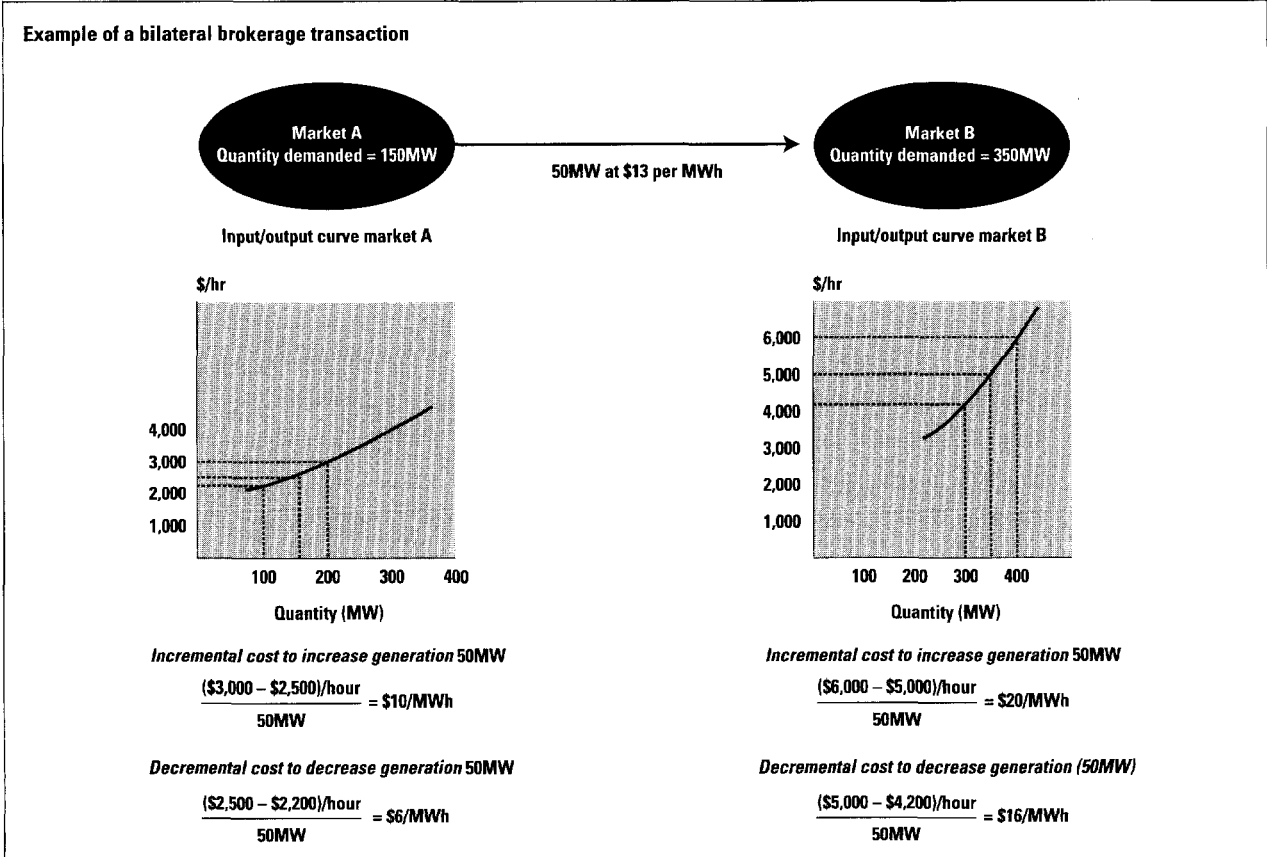 Example of a bilateral brokerage transaction
Market A
Quantity demanded = 150MW
50MW at $13 per MWh
Market B
Quantity demanded = 350MW
Input/output curve market A
$/hr
4,000
3,000
2,000
1,000
100 200 300 400
Quantity (MW)
Incremental cost to increase generation 50MW
($3,000 – $2,500)/hour
50MW
= $10/MWh
Decremental cost to decrease generation 50MW
($2,500 – $2,200)/hour
50MW
= $6/MWh
Input/output curve market B
$/hr
6,000
5,000
4,000
3,000
2,000
1,000
100 200 300 400
Quantity (MW)
Incremental cost to increase generation 50MW
($6,000 – $5,000)/hour
50MW
= $20/MWh
Decremental cost to decrease generation (50MW)
($5,000 – $4,200)/hour
50MW
= $16/MWh